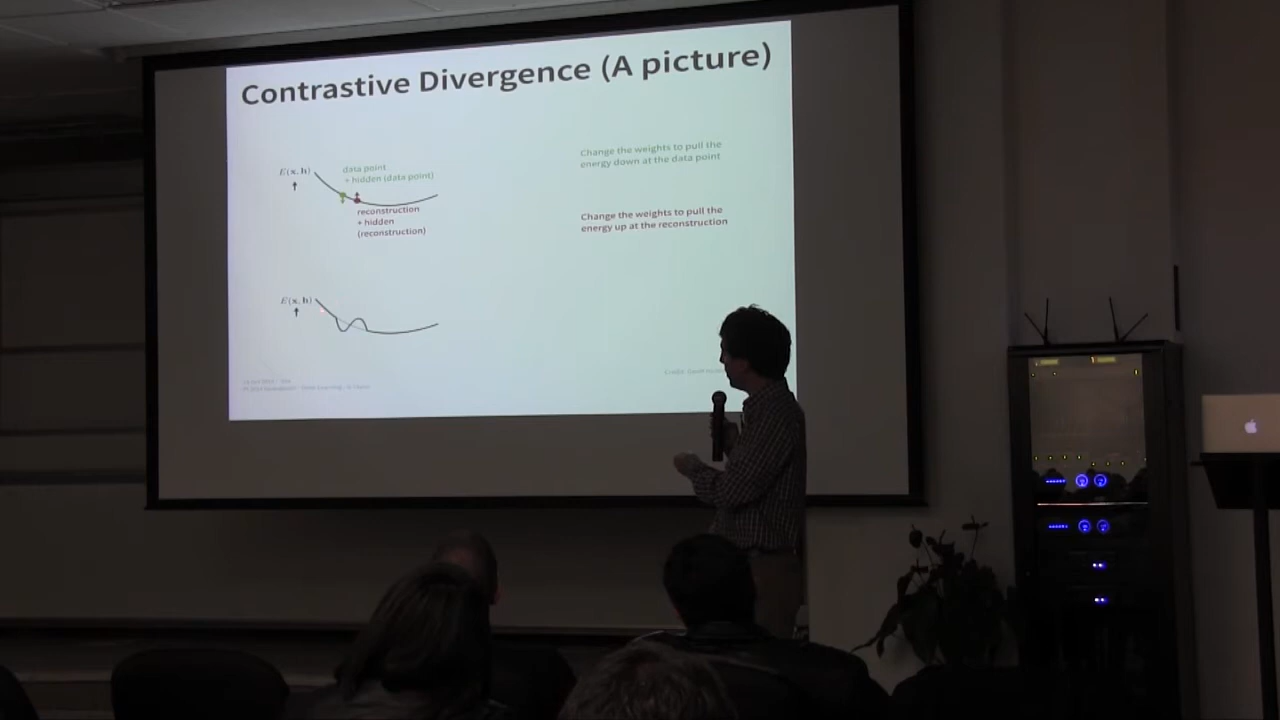 Contrastive Divergence (A picture)
E(x, h)
data point
+ hidden (data point)
reconstruction
+ hidden
(reconstruction)
Change the weights to pull the
energy down at the data point
Change the weights to pull the
energy up at the reconstruction
E(x, h)